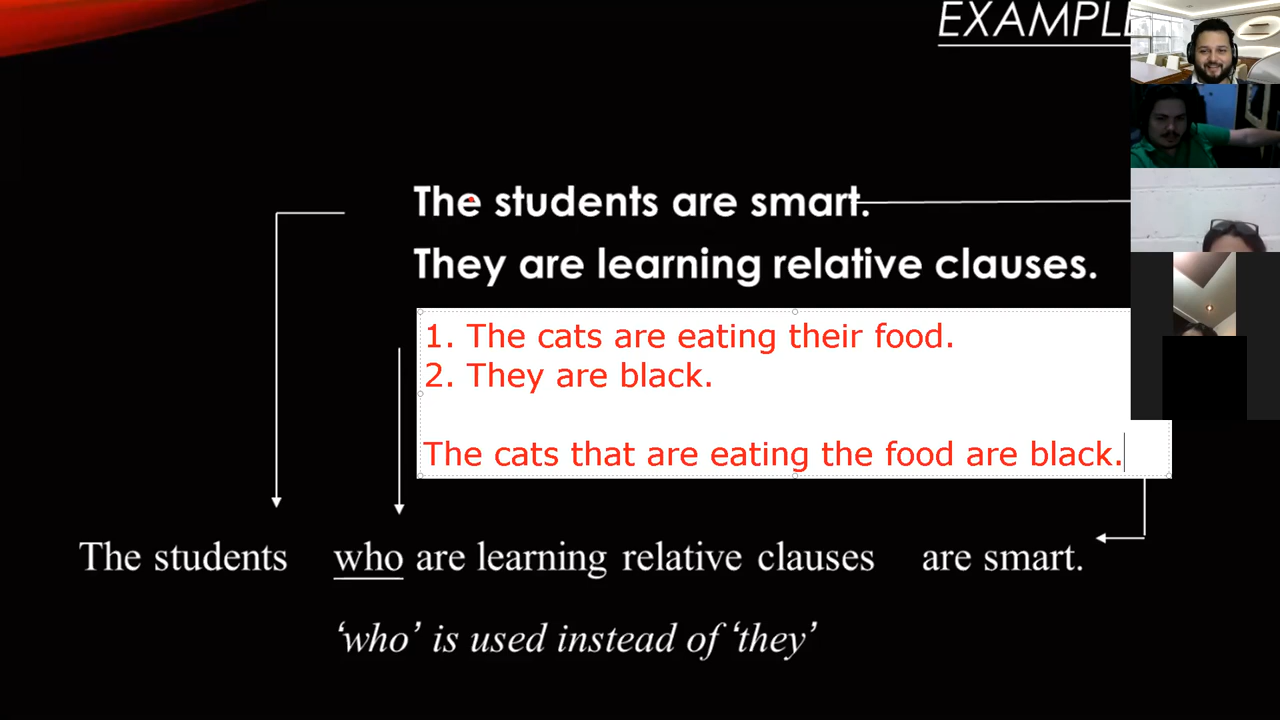 EXAMPLE
The students are smart.
They are learning relative clauses.
1. The cats are eating their food.
2. They are black.
The cats that are eating the food are black.
The students who are learning relative clauses are smart.
‘who’ is used instead of ‘they’